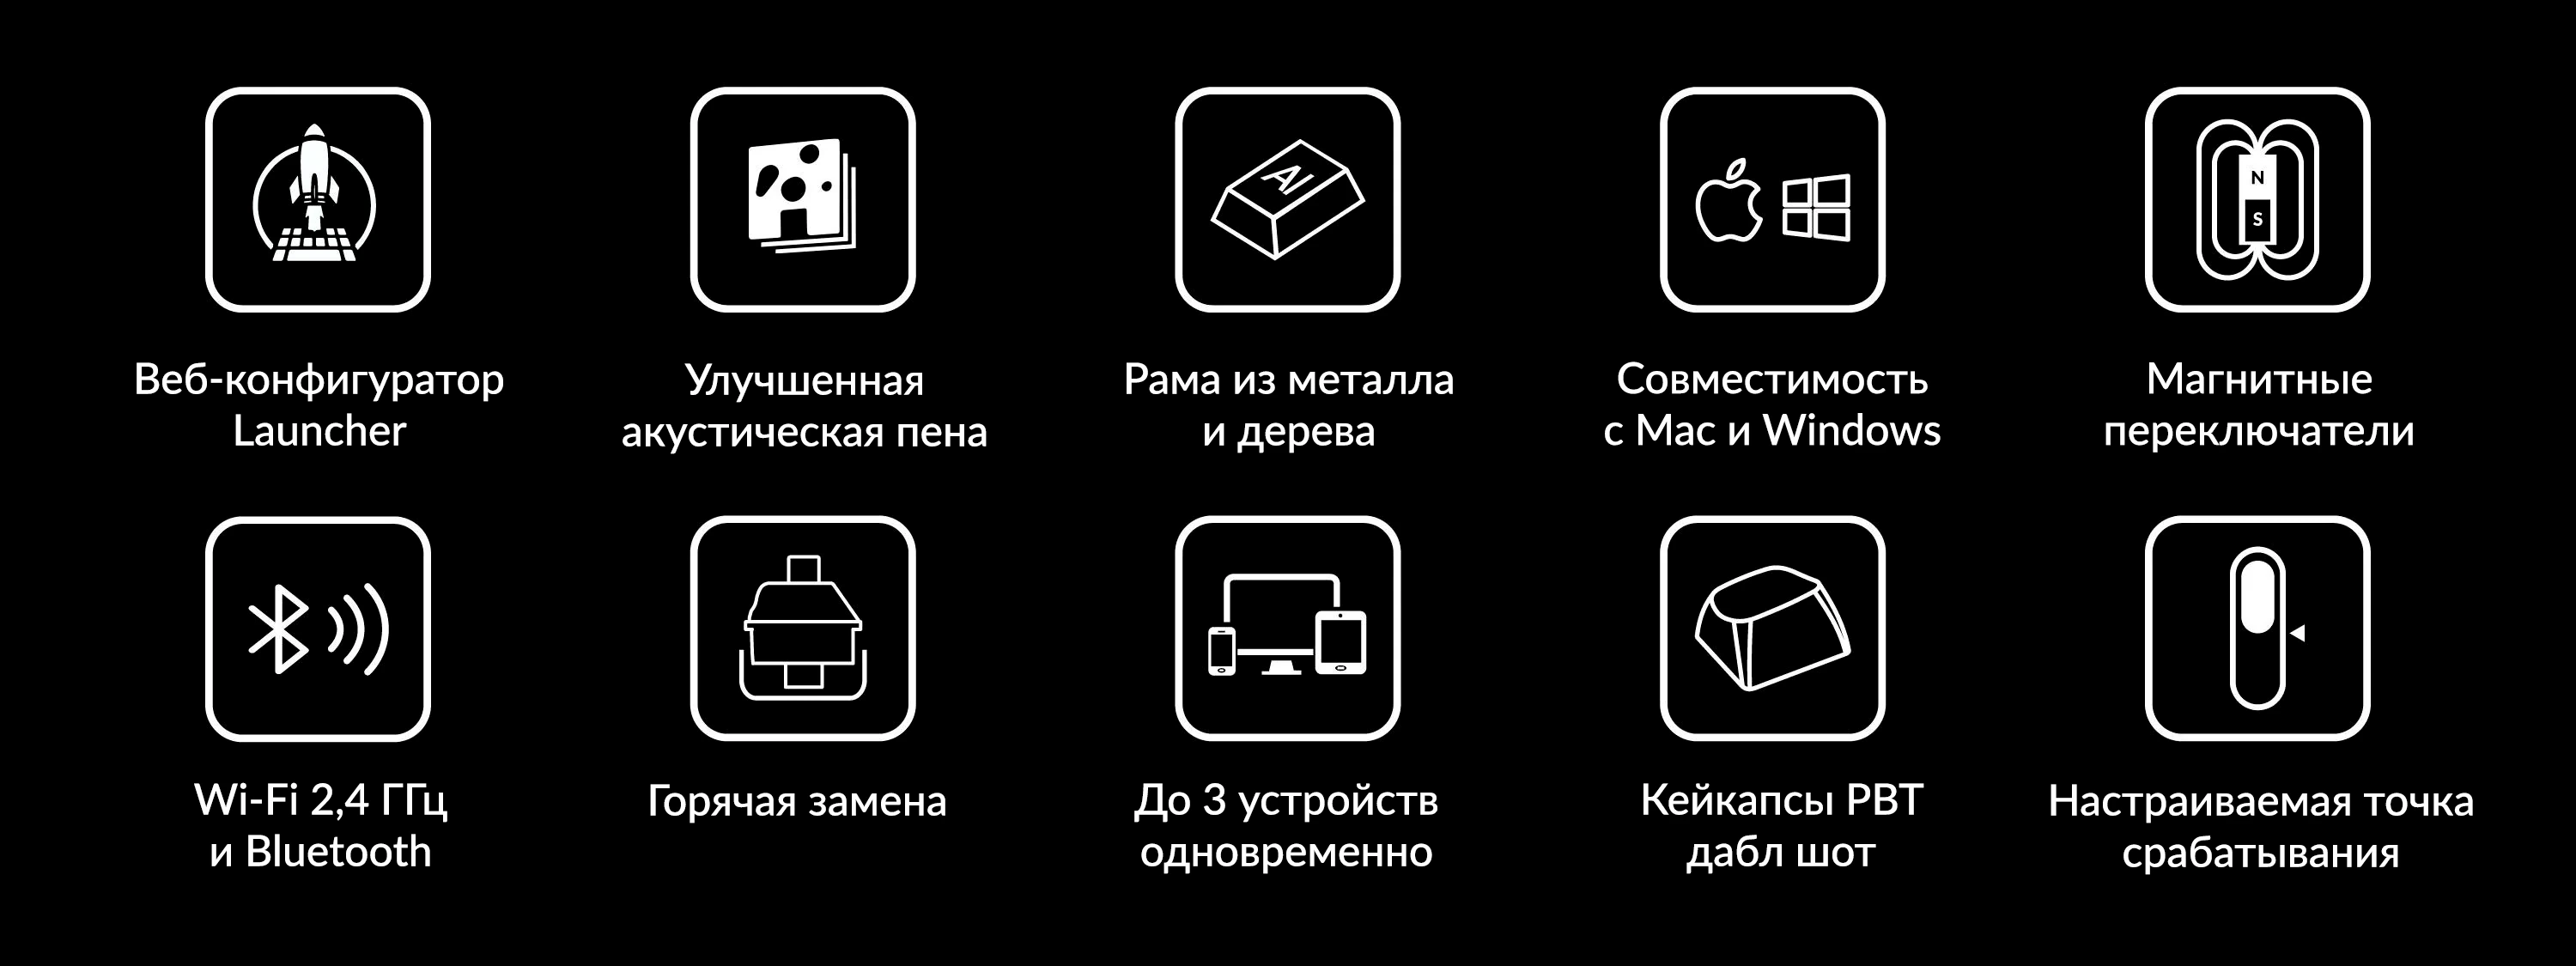 Al
N
S
Веб-конфигуратор
Launcher
Улучшенная
акустическая пена
Рама из металла
и дерева
Совместимость
с Mac и Windows
Магнитные
переключатели
Wi-Fi 2,4 ГГц
и Bluetooth
Горячая замена
До 3 устройств
одновременно
Кейкапсы PBT
дабл шот
Настраиваемая точка
срабатывания